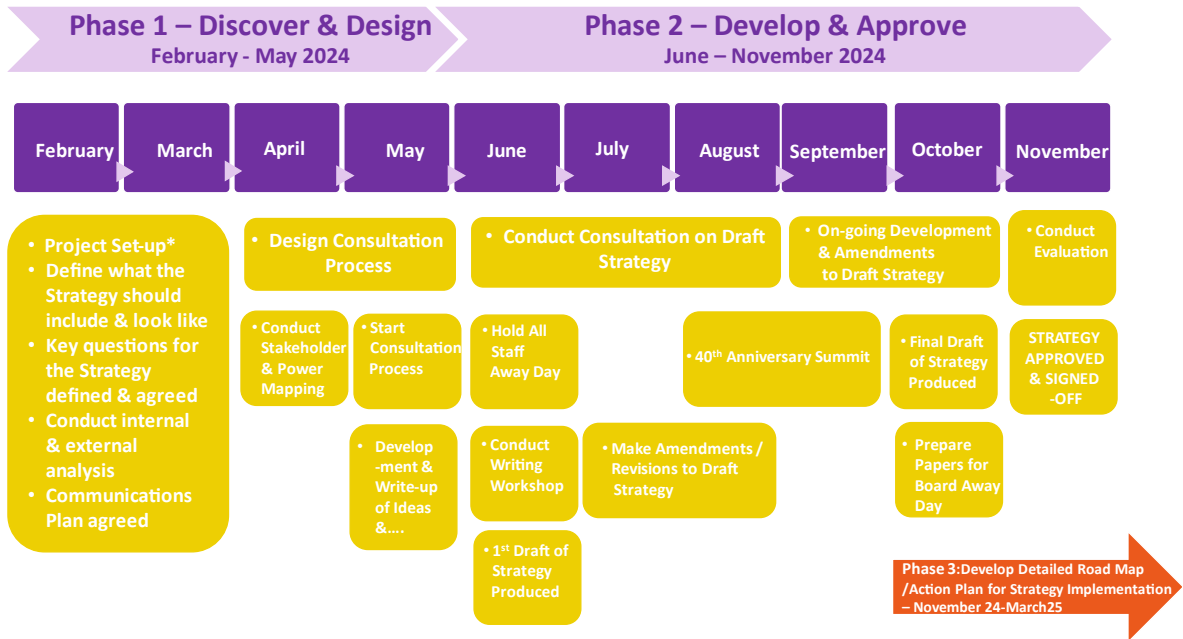 Phase 1 – Discover & Design
February - May 2024
Phase 2 – Develop & Approve
June – November 2024
February
March
April
May
June
July
August
September
October
November
• Project Set-up*
• Define what the
Strategy should
include & look like
• Key questions for
the Strategy
defined & agreed
• Conduct internal
& external
analysis
• Communications
Plan agreed
• Design Consultation
Process
• Conduct Consultation on Draft
Strategy
• On-going Development
& Amendments
to Draft Strategy
• Conduct
Evaluation
• Conduct
Stakeholder
& Power
Mapping
• Start
Consultation
Process
• Hold All
Staff
Away Day
• 40th Anniversary Summit
• Final Draft
of Strategy
Produced
STRATEGY
APPROVED
& SIGNED
-OFF
• Develop
-ment &
Write-up
of Ideas
&....
• Conduct
Writing
Workshop
• Make Amendments /
Revisions to Draft
Strategy
• Prepare
Papers for
Board Away
Day
• 1st Draft of
Strategy
Produced
Phase 3:Develop Detailed Road Map
/Action Plan for Strategy Implementation
– November 24-March25